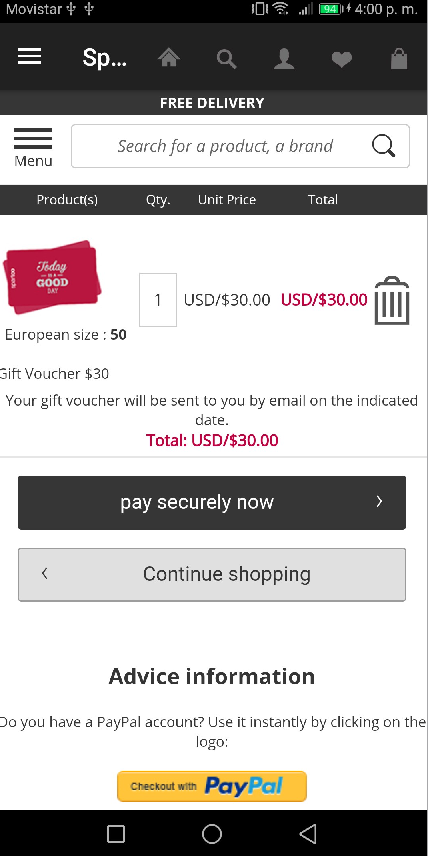 Movistar 94 4:00 p. m.
Sp...
FREE DELIVERY
Menu
Search for a product, a brand
Product(s) Qty. Unit Price Total
Today
IS A
GOOD
DAY
1 USD/$30.00 USD/$30.00
European size : 50
Gift Voucher $30
Your gift voucher will be sent to you by email on the indicated
date.
Total: USD/$30.00
pay securely now
Continue shopping
Advice information
Do you have a PayPal account? Use it instantly by clicking on the
logo:
Checkout with PayPal